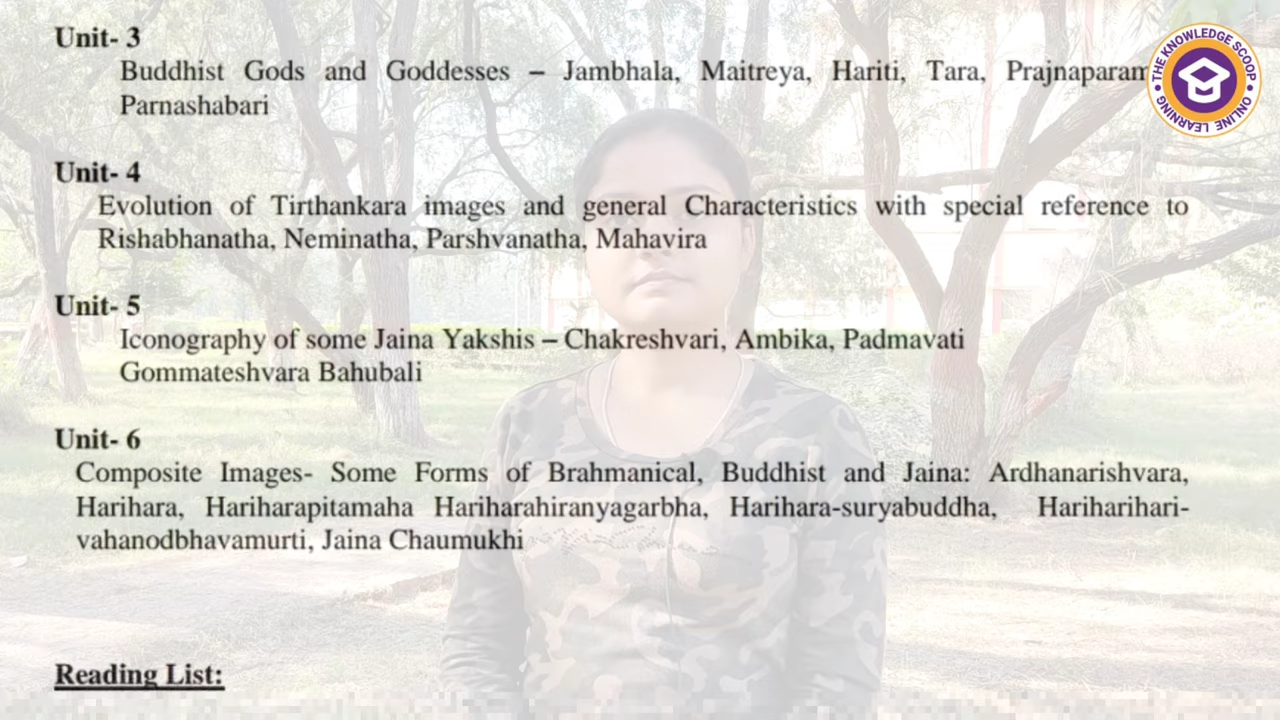 Unit- 3
Buddhist Gods and Goddesses – Jambhala, Maitreya, Hariti, Tara,
Parnashabari
Unit- 4
Evolution of Tirthankara images and general Characteristics with special reference to
Rishabhanatha, Neminatha, Parshvanatha, Mahavira
Unit- 5
Iconography of some Jaina Yakshis – Chakreshvari, Ambika, Padmavati
Gommateshvara Bahubali
Unit- 6
Composite Images- Some Forms of Brahmanical, Buddhist and Jaina: Ardhanarishvara,
Harihara, Hariharapitamaha Hariharahiranyagarbha, Harihara-suryabuddha, Hariharihari-
vahanodbhavamurti, Jaina Chaumukhi
Reading List:
THE KNOWLEDGE SCOOP
ONLINE LEARNING